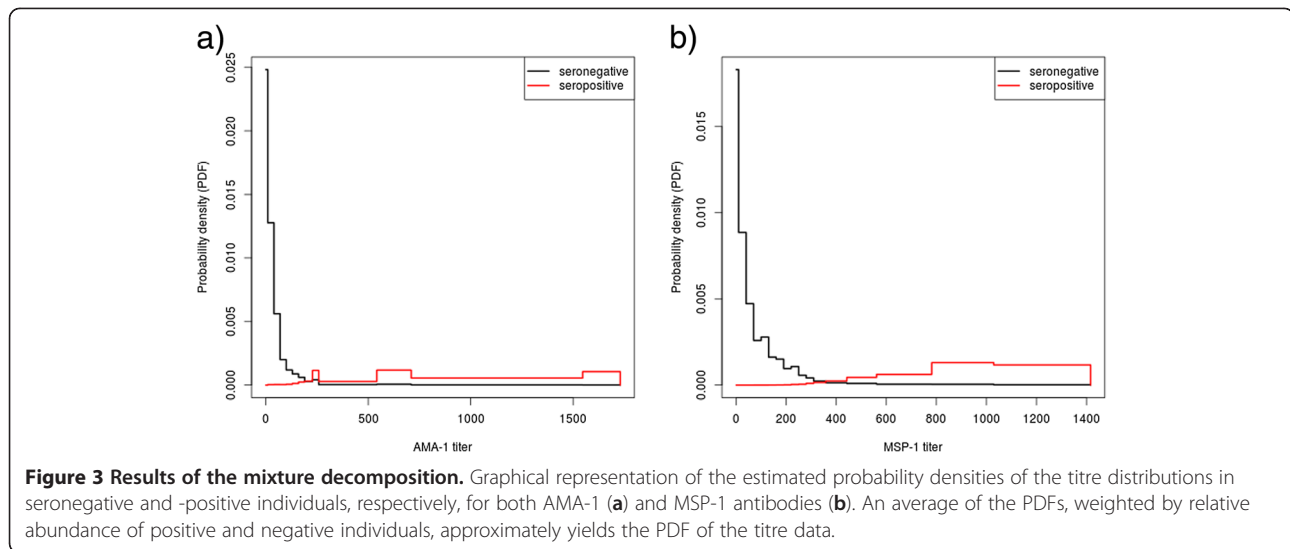 a)
seronegative
seropositive
Probability density (PDF)
0.000
0.005
0.010
0.015
0.020
0.025
0
500
1000
1500
AMA-1 titer
b)
seronegative
seropositive
Probability density (PDF)
0.000
0.005
0.010
0.015
0
200
400
600
800
1000
1200
1400
MSP-1 titer
Figure 3 Results of the mixture decomposition. Graphical representation of the estimated probability densities of the titre distributions in
seronegative and -positive individuals, respectively, for both AMA-1 (a) and MSP-1 antibodies (b). An average of the PDFs, weighted by relative
abundance of positive and negative individuals, approximately yields the PDF of the titre data.